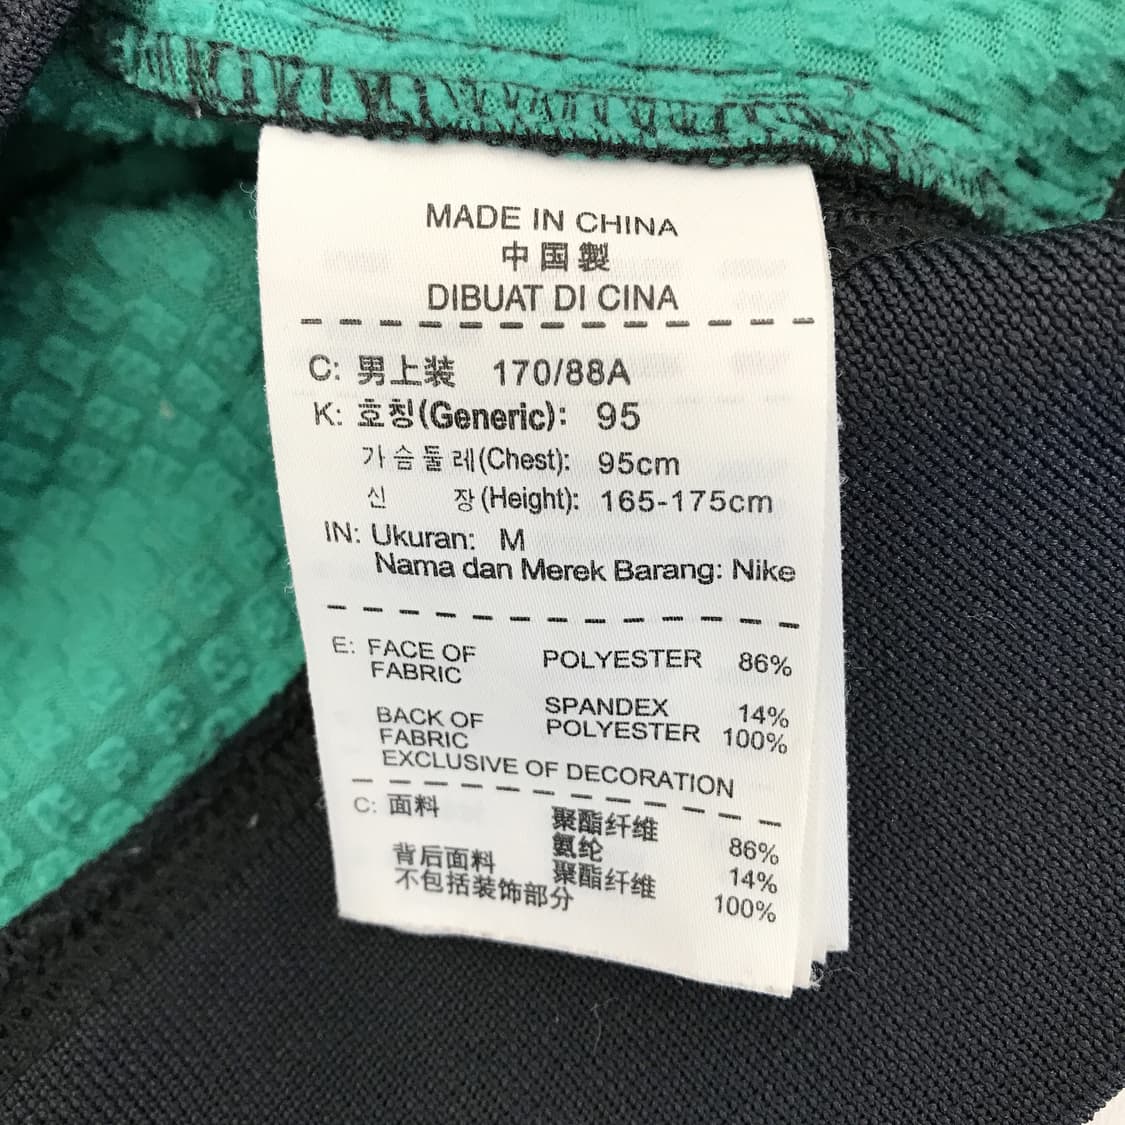 MADE IN CHINA
中国製
DIBUAT DI CINA
C: 男上装 170/88A
K: 호칭(Generic): 95
가슴둘레(Chest): 95cm
신 장(Height): 165-175cm
IN: Ukuran: M
Nama dan Merek Barang: Nike
E: FACE OF FABRIC POLYESTER 86%
SPANDEX 14%
BACK OF FABRIC POLYESTER 100%
EXCLUSIVE OF DECORATION
C: 面料 聚酯纤维 86%
氨纶 14%
背后面料 聚酯纤维 100%
不包括装饰部分